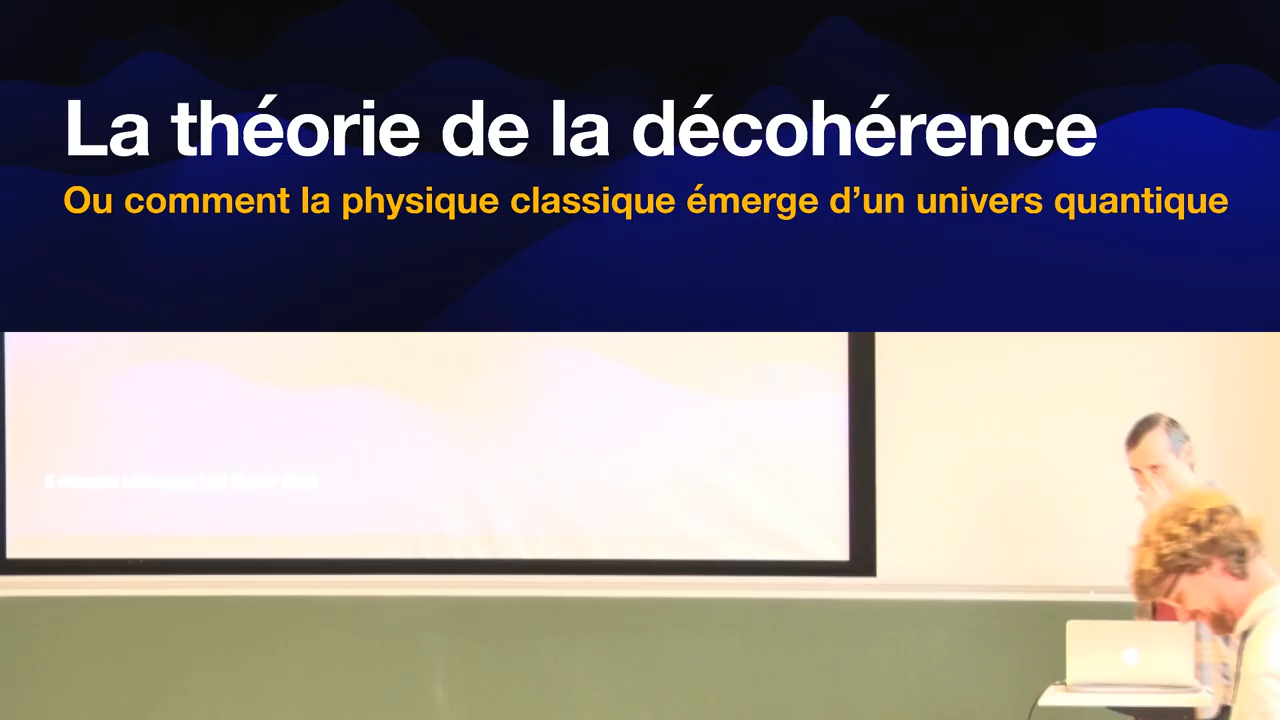 La théorie de la décohérence
Ou comment la physique classique émerge d’un univers quantique